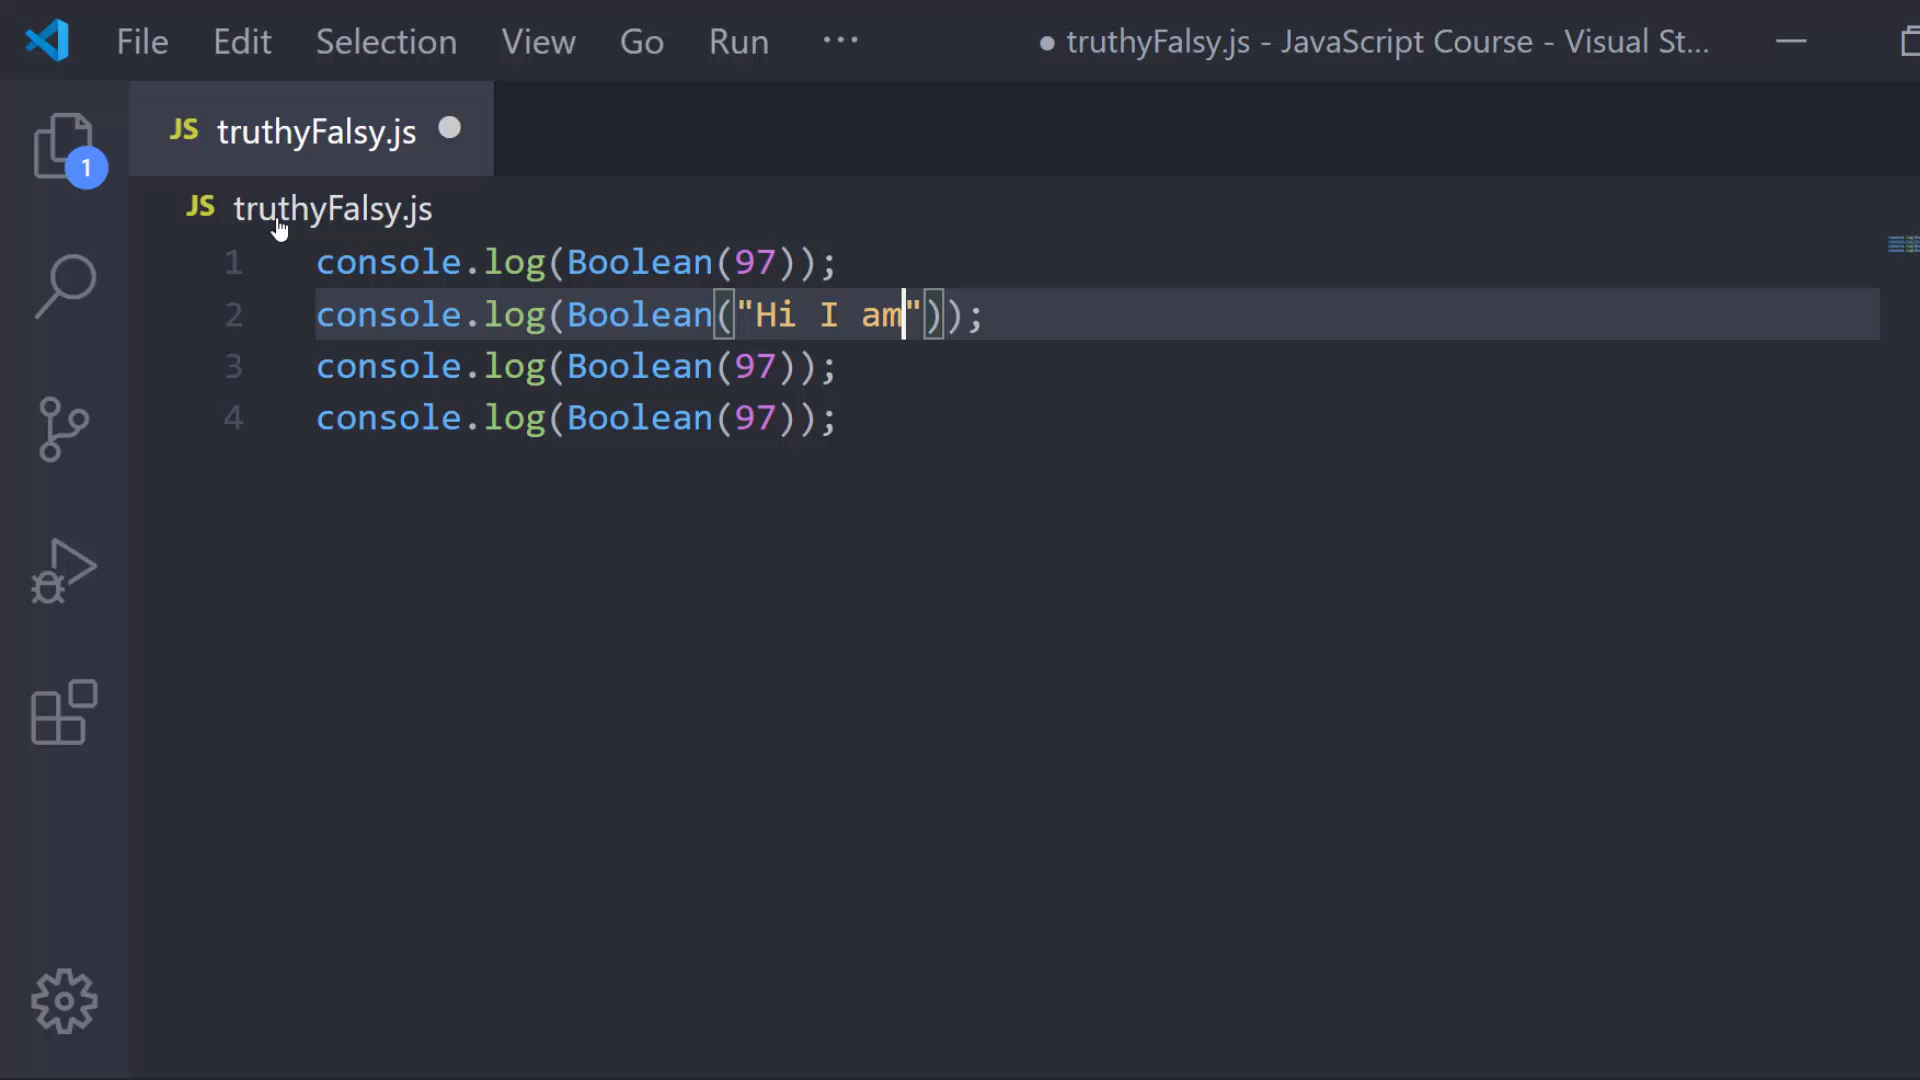 File Edit Selection View Go Run ... ● truthyFalsy.js - JavaScript Course - Visual St...
JS truthyFalsy.js ●
1
JS truthyFalsy.js
1 console.log(Boolean(97));
2 console.log(Boolean("Hi I am"));
3 console.log(Boolean(97));
4 console.log(Boolean(97));